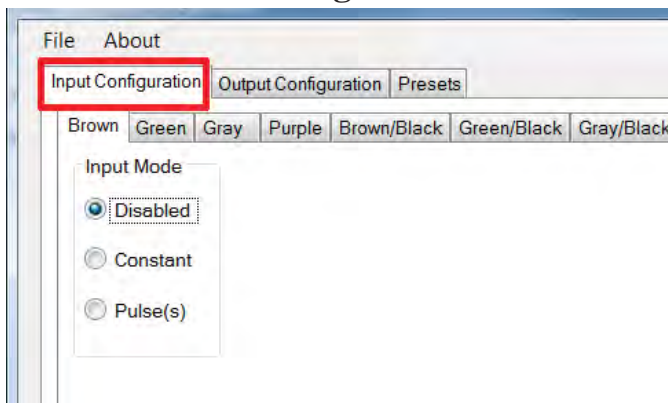 File About
Input Configuration Output Configuration Presets
Brown Green Gray Purple Brown/Black Green/Black Gray/Black
Input Mode
Disabled
Constant
Pulse(s)